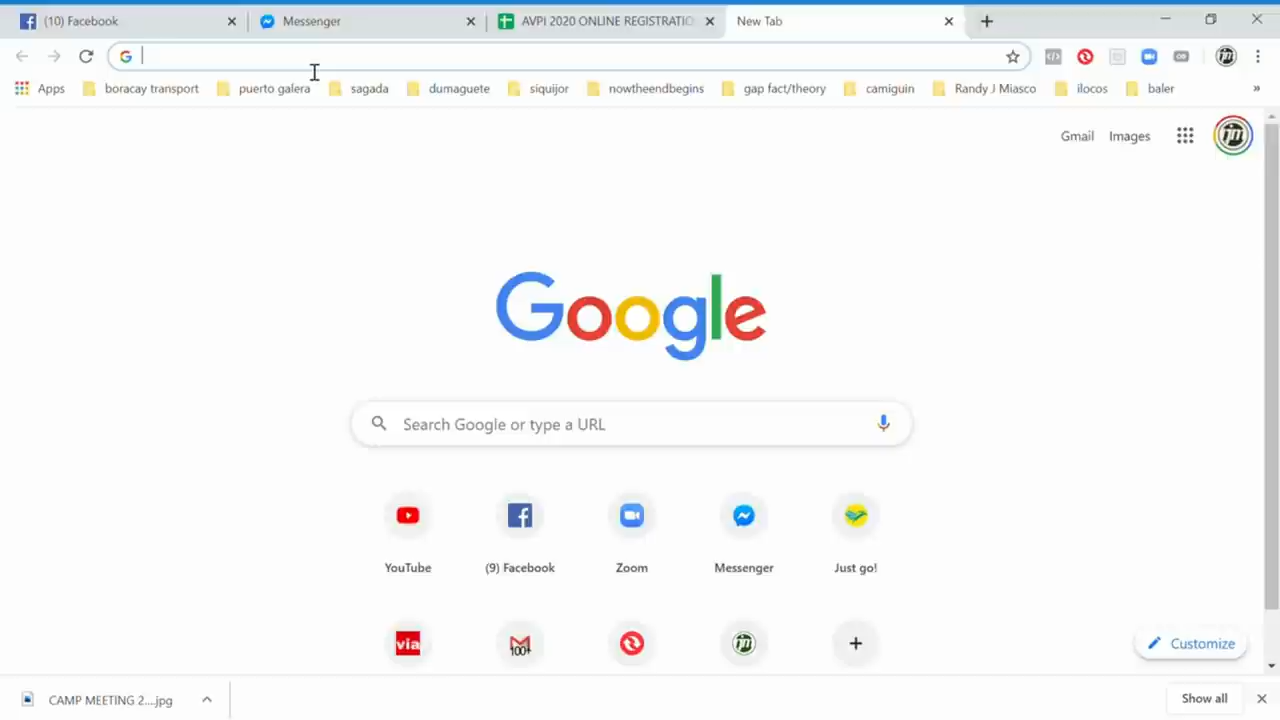 (10) Facebook
Messenger
AVPI 2020 ONLINE REGISTRATIO
New Tab
Apps
boracay transport
puerto galera
sagada
dumaguete
siquijor
nowtheendbegins
gap fact/theory
camiguin
Randy J Miasco
ilocos
baler
»
Gmail
Images
Google
Search Google or type a URL
YouTube
(9) Facebook
Zoom
Messenger
Just go!
via
100+
Customize
CAMP MEETING 2....jpg
Show all